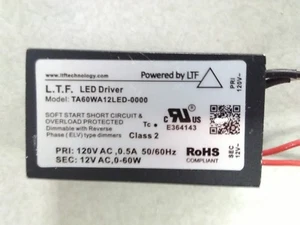 www.ltftechnology.com
Powered by LTF
L.T.F. LED Driver
Model: TA60WA12LED-0000
SOFT START SHORT CIRCUIT &
OVERLOAD PROTECTED
Dimmable with Reverse
Phase (ELV) type dimmers
Tc •
Class 2
c RU US
E364143
PRI: 120V AC ,0.5A 50/60Hz
SEC: 12V AC,0-60W
RoHS
COMPLIANT
PRI
120V~
SEC
12V~